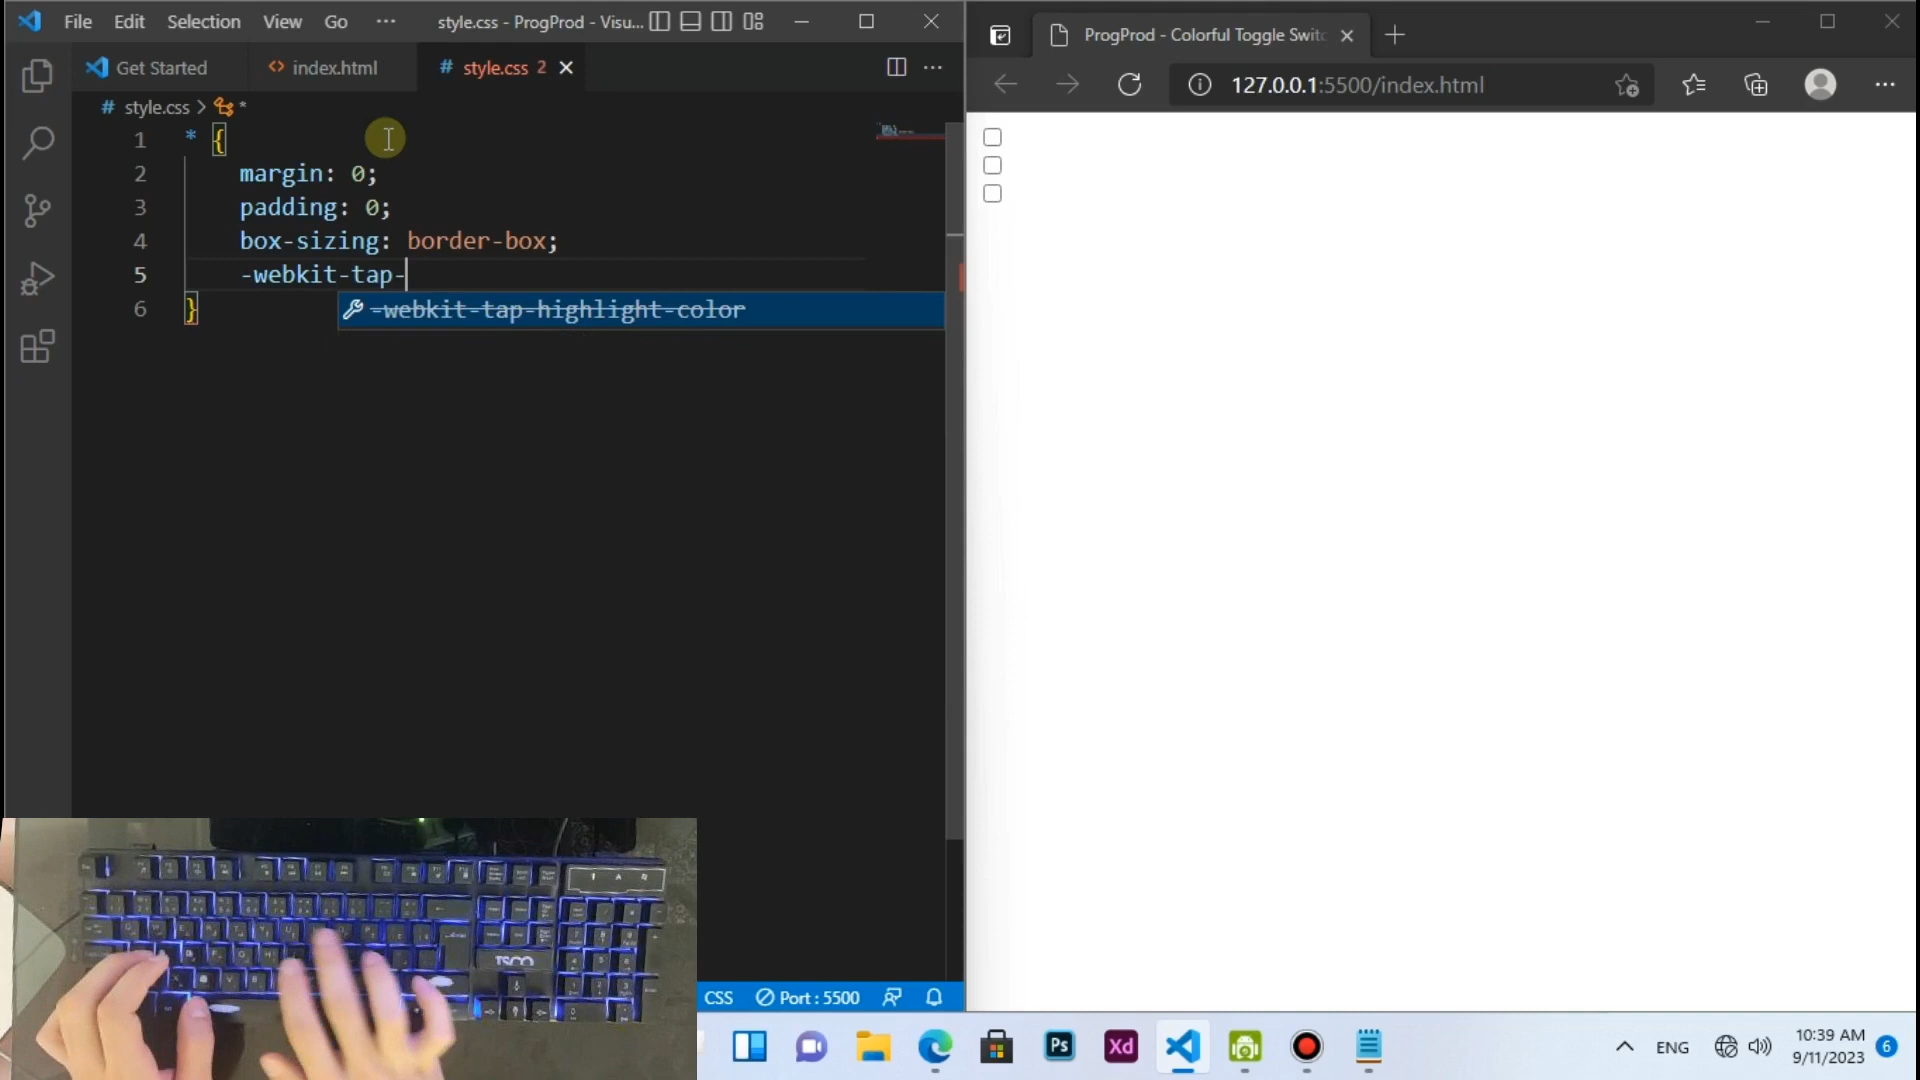 File Edit Selection View Go ··· style.css - ProgProd - Visu...
Get Started index.html style.css 2
style.css > *
1 * {
2 margin: 0;
3 padding: 0;
4 box-sizing: border-box;
5 -webkit-tap-
-webkit-tap-highlight-color
6 }
CSS Port : 5500
ProgProd - Colorful Toggle Switc
127.0.0.1:5500/index.html
TSCO
Ps Xd
ENG
10:39 AM
9/11/2023
6